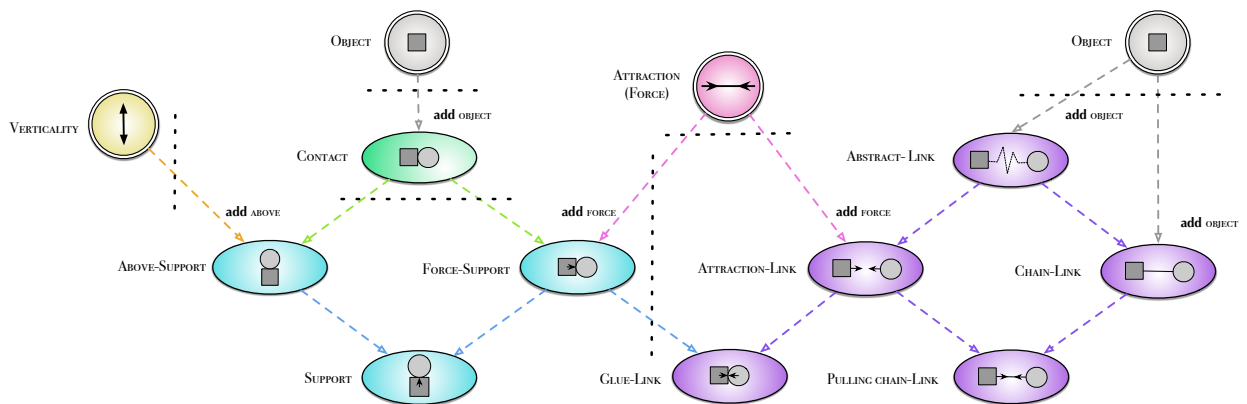 Object
Object
Attraction
(Force)
Verticality
add object
add object
Contact
Abstract-Link
add above
add force
add force
add object
Above-Support
Force-Support
Attraction-Link
Chain-Link
Support
Glue-Link
Pulling chain-Link